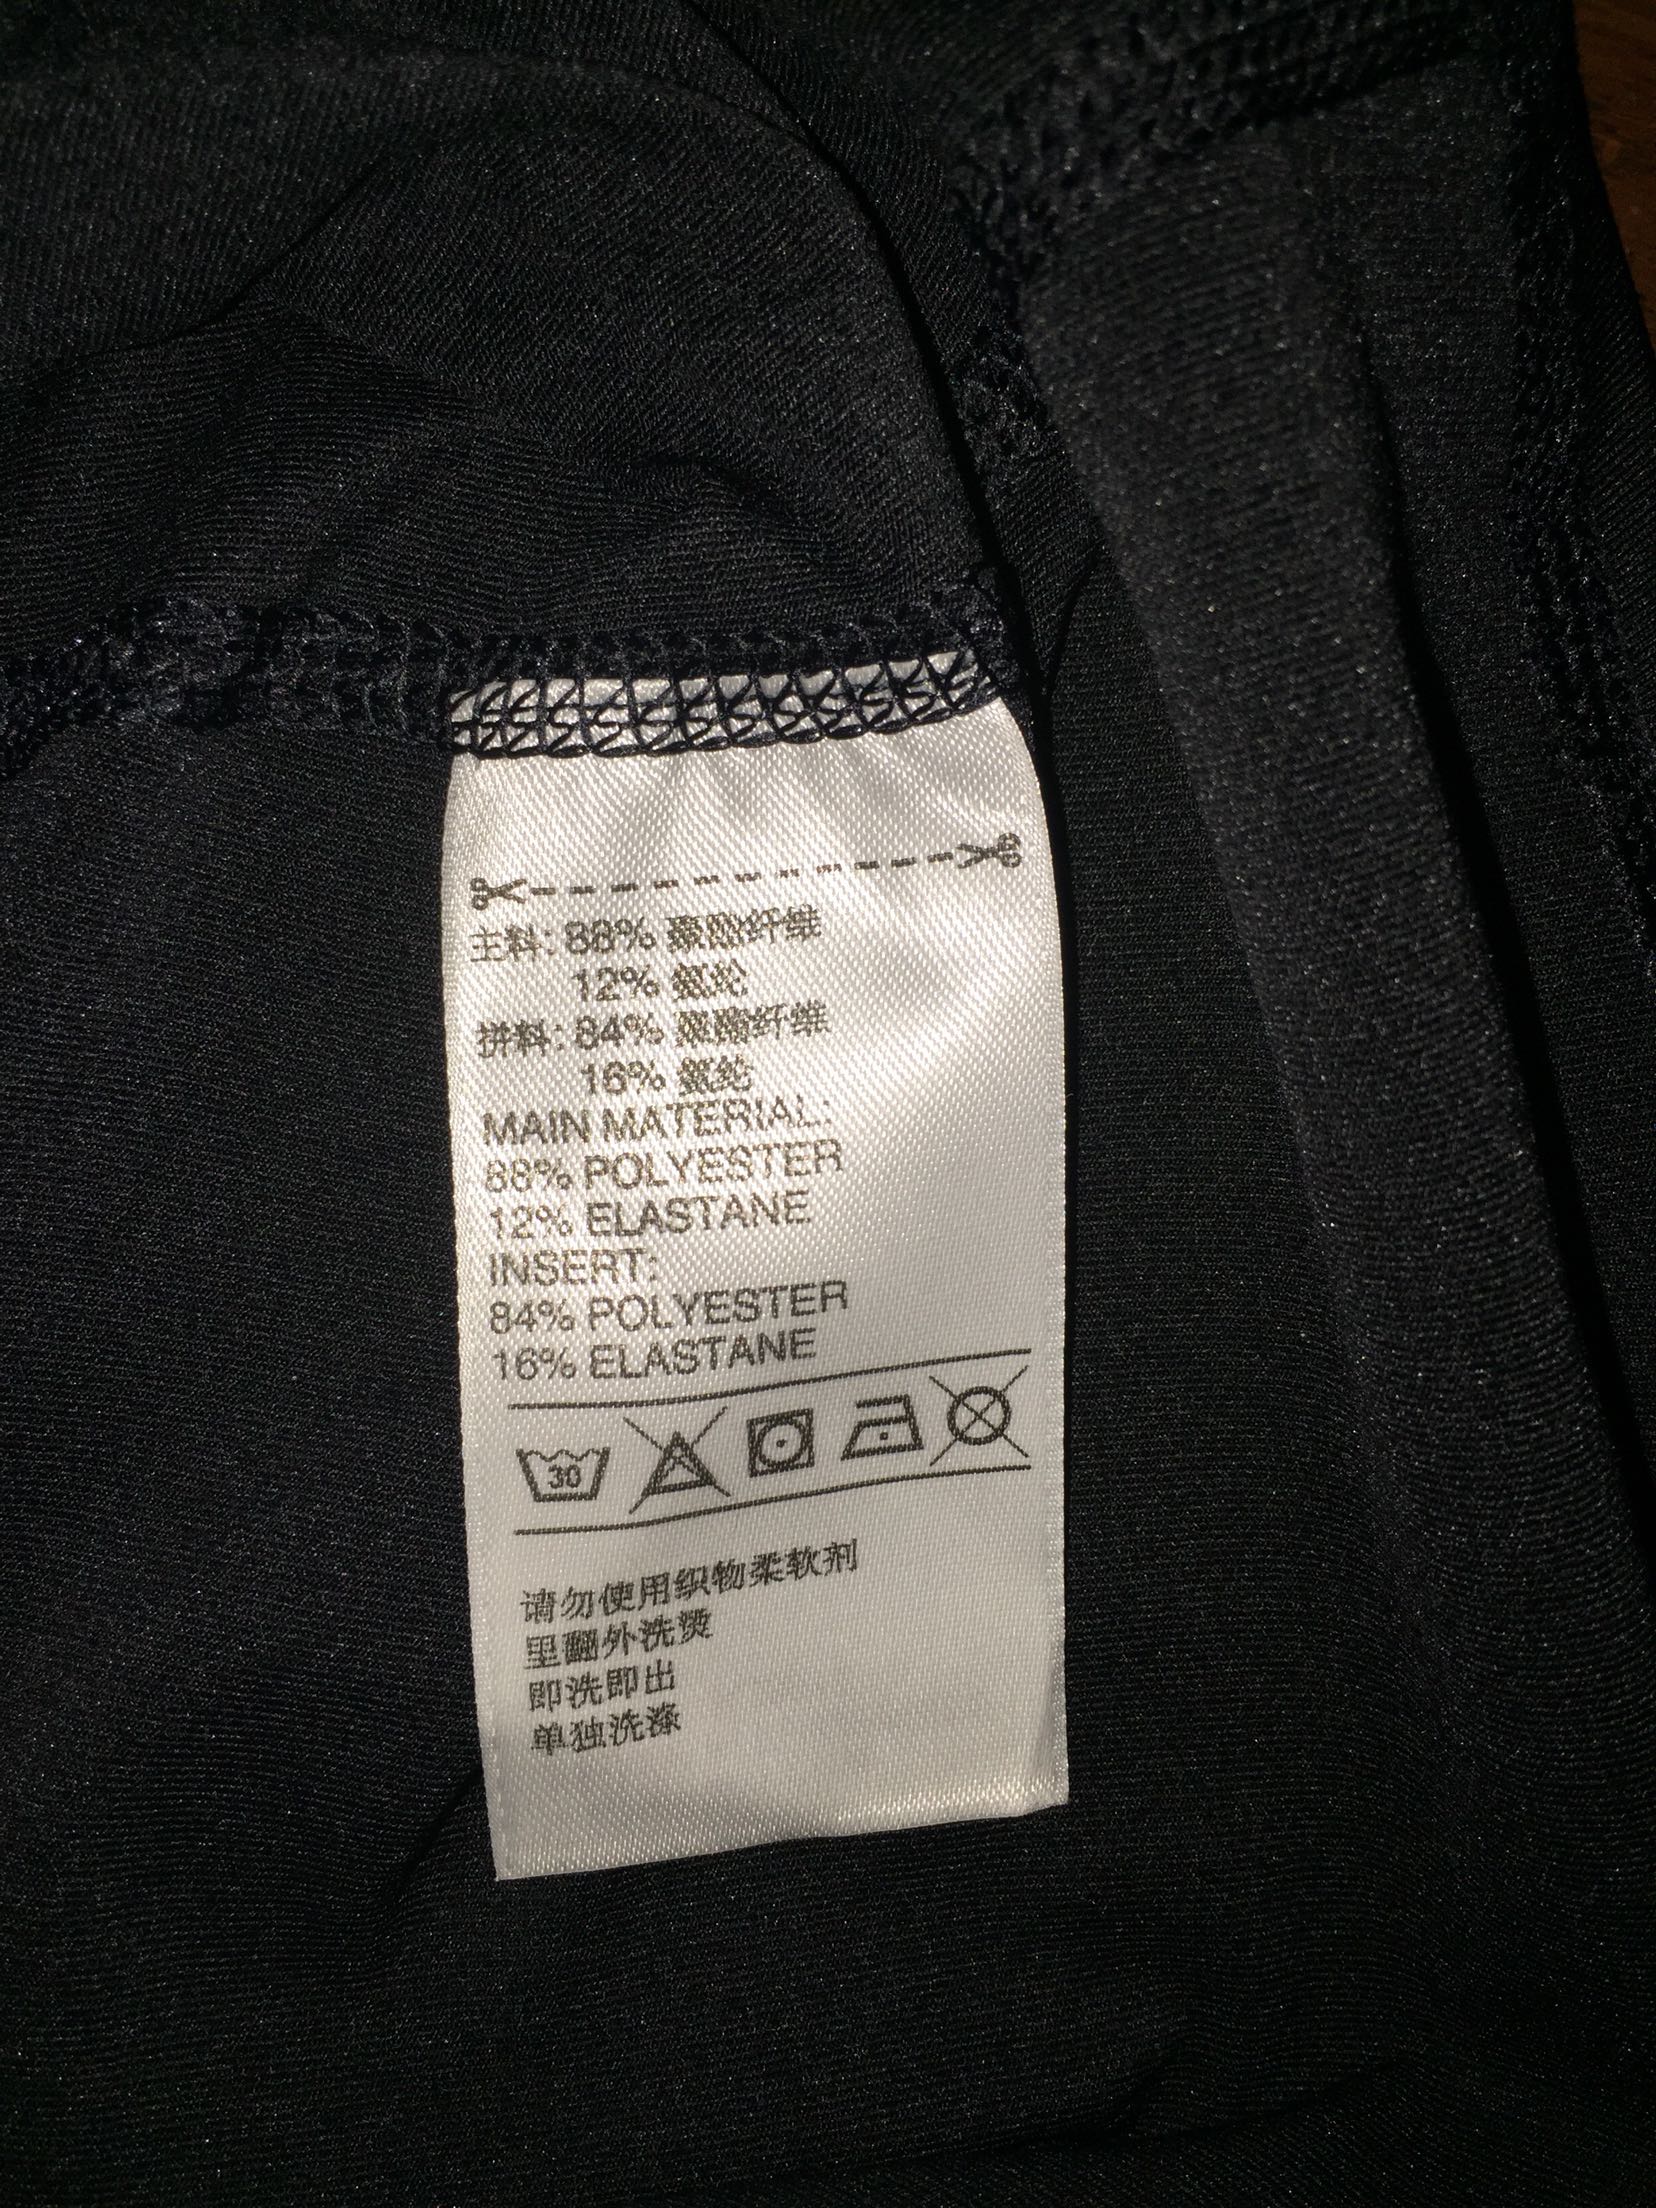 主料: 88% 聚酯纤维
12% 氨纶
拼料: 84% 聚酯纤维
16% 氨纶
MAIN MATERIAL:
88% POLYESTER
12% ELASTANE
INSERT:
84% POLYESTER
16% ELASTANE
30
请勿使用织物柔软剂
里翻外洗烫
即洗即出
单独洗涤